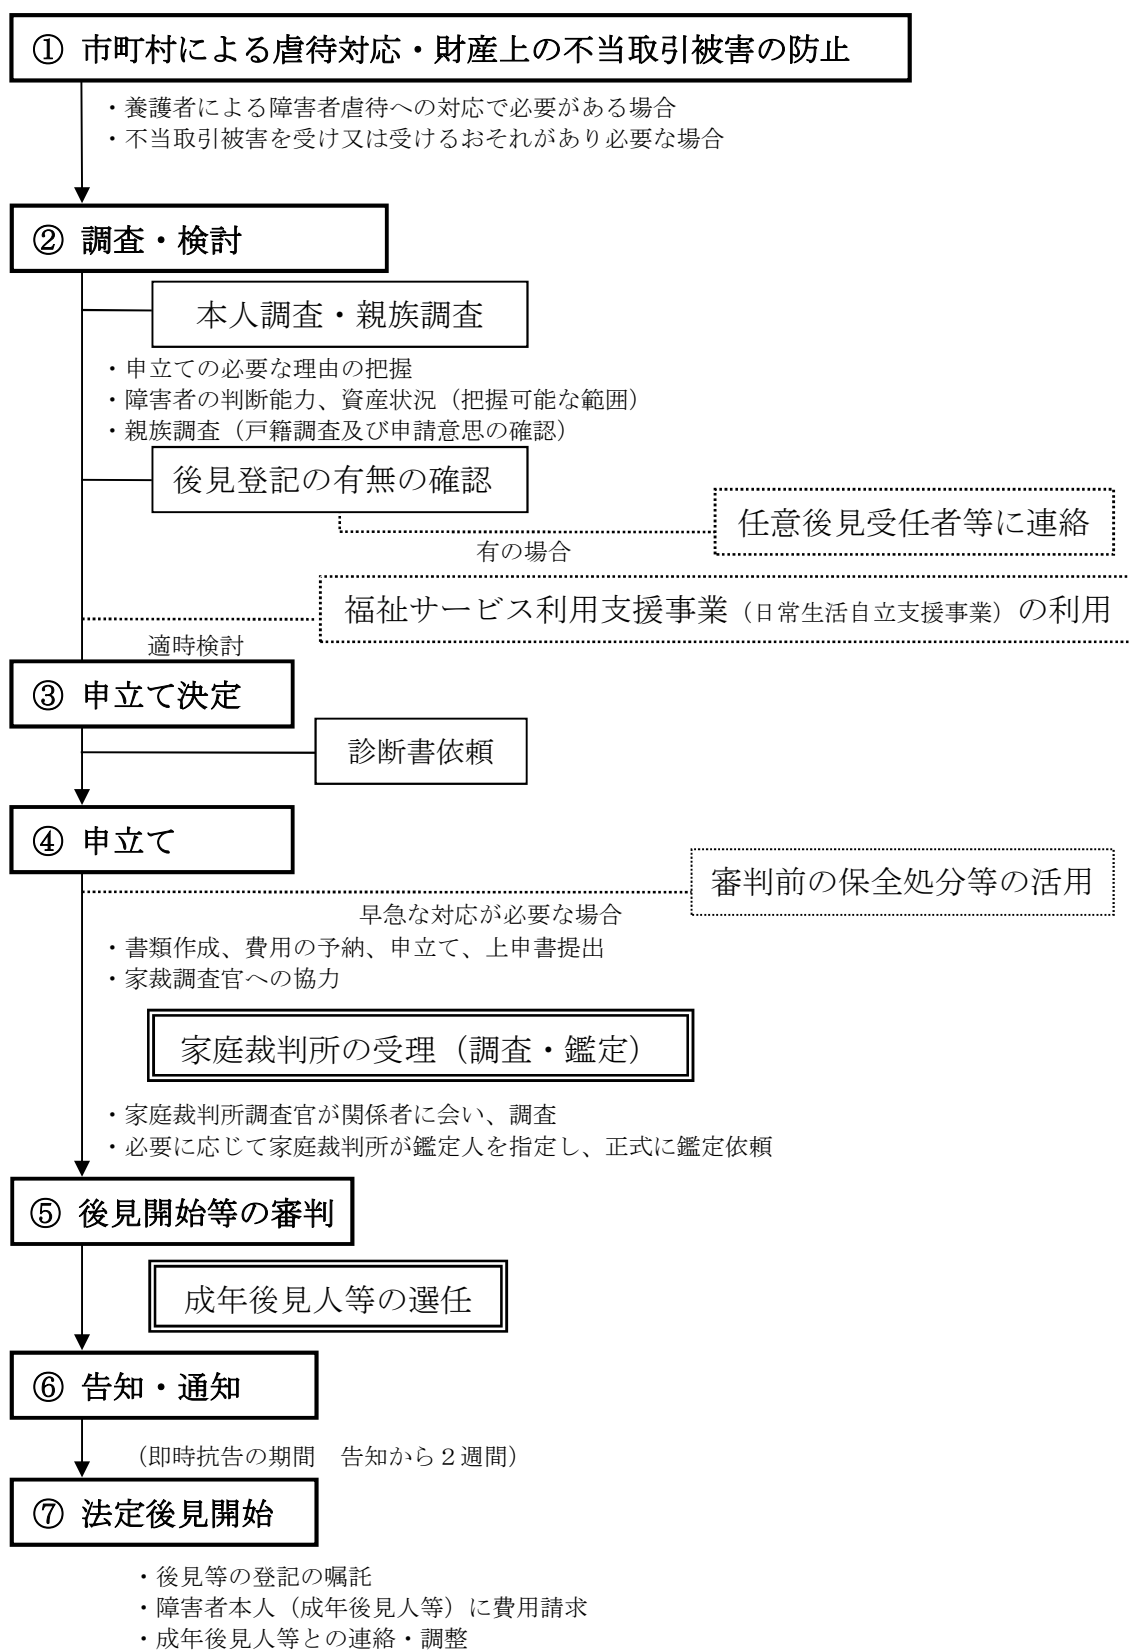 ① 市町村による虐待対応・財産上の不当取引被害の防止
・養護者による障害者虐待への対応で必要がある場合
・不当取引被害を受け又は受けるおそれがあり必要な場合
② 調査・検討
本人調査・親族調査
・申立ての必要な理由の把握
・障害者の判断能力、資産状況（把握可能な範囲）
・親族調査（戸籍調査及び申請意思の確認）
後見登記の有無の確認
任意後見受任者等に連絡
有の場合
福祉サービス利用支援事業（日常生活自立支援事業）の利用
適時検討
③ 申立て決定
診断書依頼
④ 申立て
審判前の保全処分等の活用
早急な対応が必要な場合
・書類作成、費用の予納、申立て、上申書提出
・家裁調査官への協力
家庭裁判所の受理（調査・鑑定）
・家庭裁判所調査官が関係者に会い、調査
・必要に応じて家庭裁判所が鑑定人を指定し、正式に鑑定依頼
⑤ 後見開始等の審判
成年後見人等の選任
⑥ 告知・通知
（即時抗告の期間　告知から２週間）
⑦ 法定後見開始
・後見等の登記の嘱託
・障害者本人（成年後見人等）に費用請求
・成年後見人等との連絡・調整